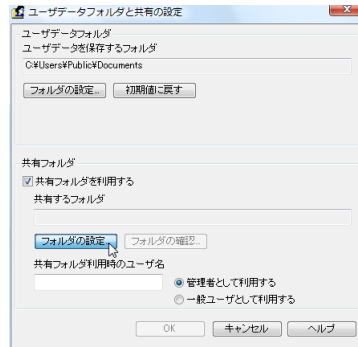 ユーザデータフォルダと共有の設定
ユーザデータフォルダ
ユーザデータを保存するフォルダ
C:¥Users¥Public¥Documents
フォルダの設定... 初期値に戻す
共有フォルダ
共有フォルダを利用する
共有するフォルダ
フォルダの設定... フォルダの確認...
共有フォルダ利用時のユーザ名
管理者として利用する
一般ユーザとして利用する
OK キャンセル ヘルプ